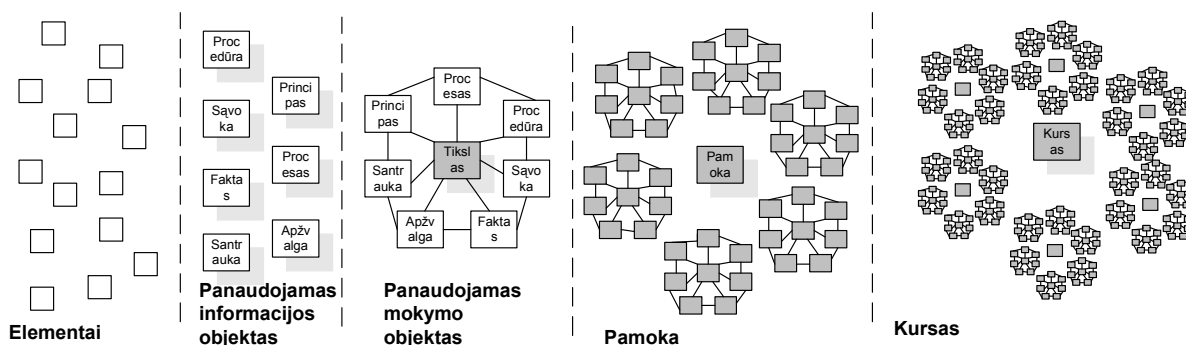 Proc
edūra
Princi
pas
Sąvo
ka
Proc
esas
Fakta
s
Apžv
alga
Santr
auka
Proc
esas
Princi
pas
Proc
edūra
Tiksl
as
Santr
auka
Sąvo
ka
Apžv
alga
Fakta
s
Pam
oka
Kurs
as
Elementai
Panaudojamas
informacijos
objektas
Panaudojamas
mokymo
objektas
Pamoka
Kursas